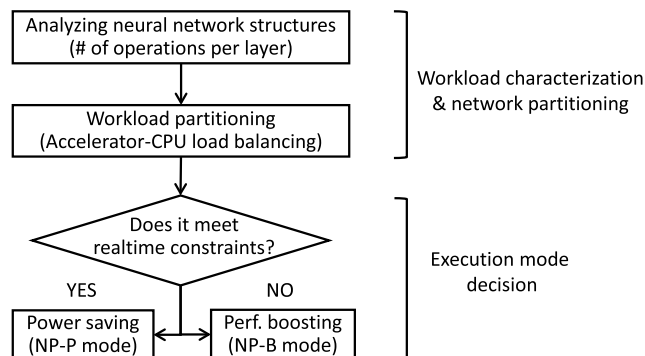 Analyzing neural network structures
(# of operations per layer)
Workload characterization
& network partitioning
Workload partitioning
(Accelerator-CPU load balancing)
Does it meet
realtime constraints?
Execution mode
decision
YES
NO
Power saving
(NP-P mode)
Perf. boosting
(NP-B mode)